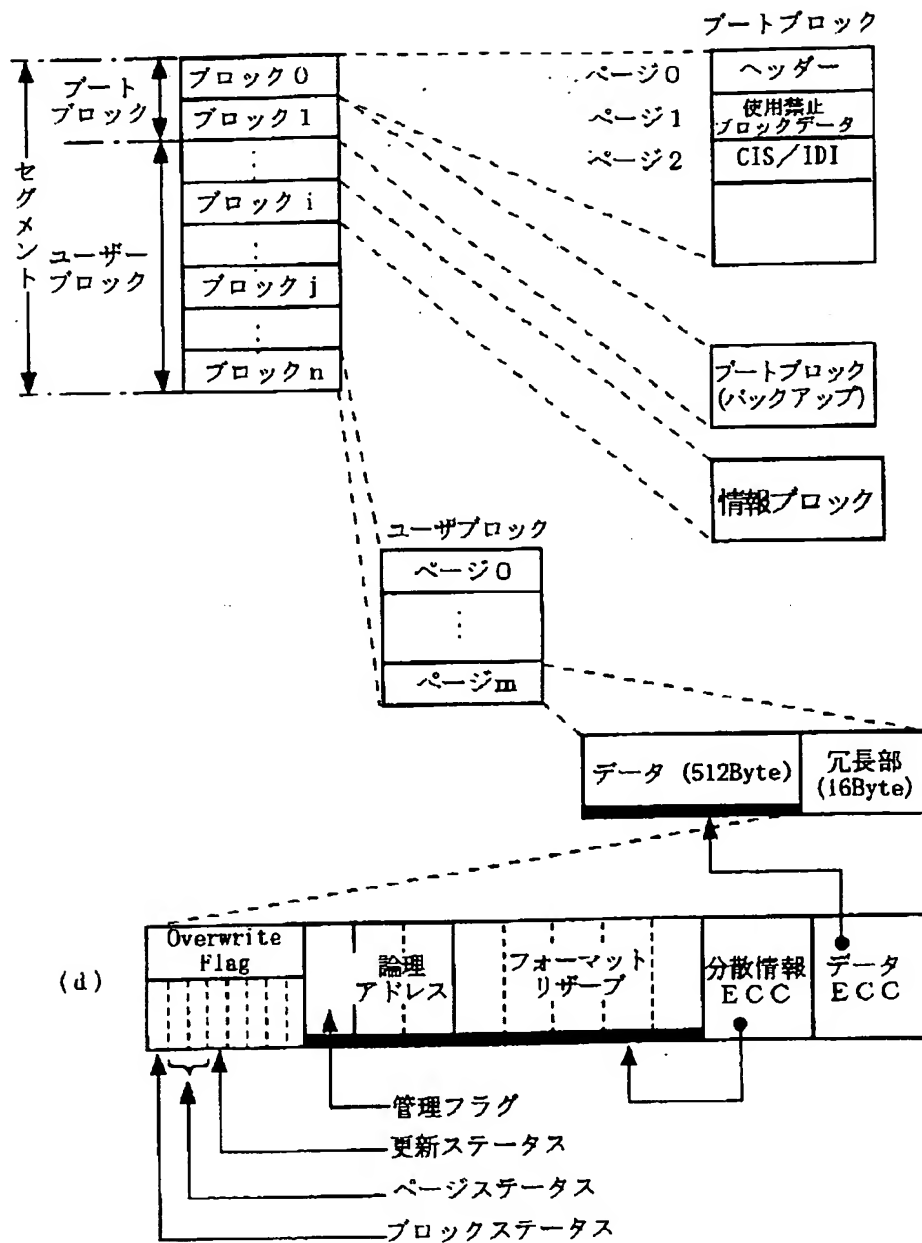 ブートブロック
ブロック0
ブロック1
ブロックi
ブロックj
ブロックn
ブート
ブロック
セグメント
ユーザー
ブロック
ページ0
ヘッダー
ページ1
使用禁止
ブロックデータ
ページ2
CIS/IDI
ブートブロック
(バックアップ)
情報ブロック
ユーザブロック
ページ0
ページm
データ (512Byte)
冗長部
(16Byte)
(d)
Overwrite
Flag
論理
アドレス
フォーマット
リザーブ
分散情報
ECC
データ
ECC
管理フラグ
更新ステータス
ページステータス
ブロックステータス